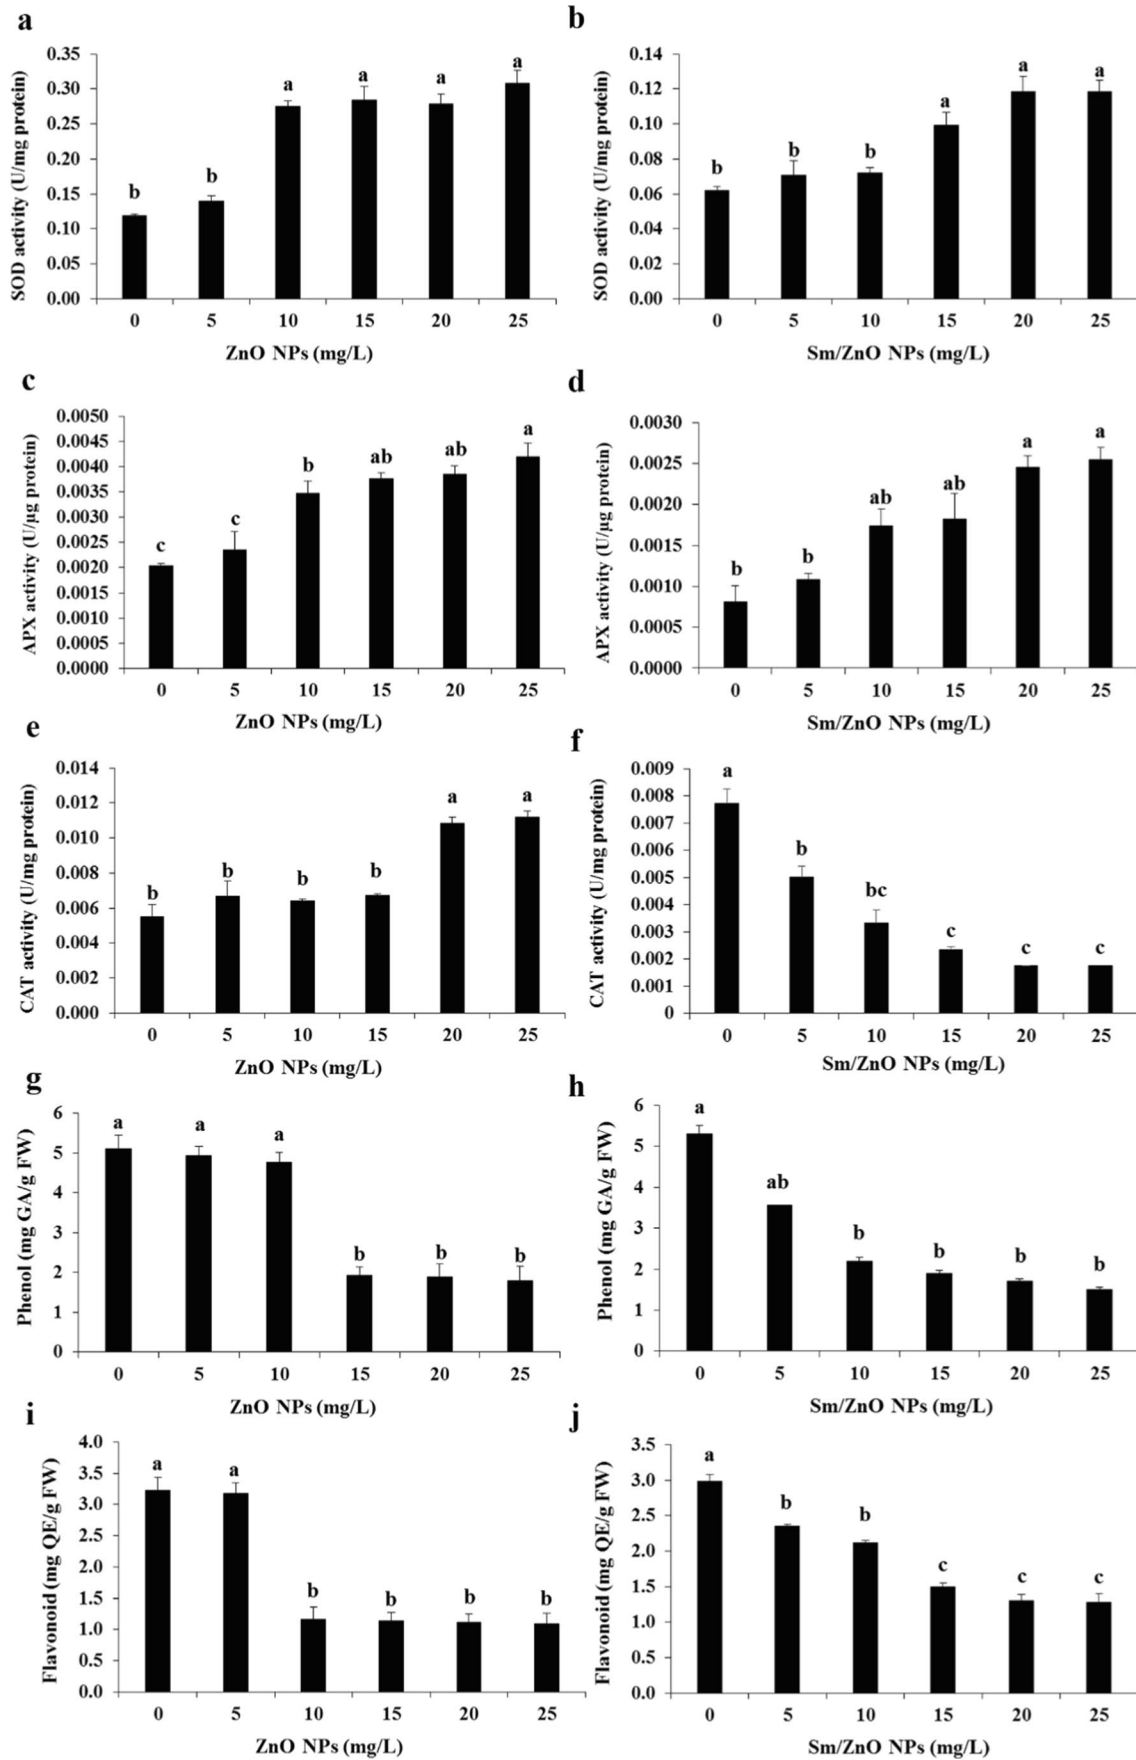 a
SOD activity (U/mg protein)
0.35
0.30
0.25
0.20
0.15
0.10
0.05
0.00
b
b
a
a
a
a
0 5 10 15 20 25
ZnO NPs (mg/L)
b
SOD activity (U/mg protein)
0.14
0.12
0.10
0.08
0.06
0.04
0.02
0.00
b
b
b
a
a
a
0 5 10 15 20 25
Sm/ZnO NPs (mg/L)
c
APX activity (U/µg protein)
0.0050
0.0045
0.0040
0.0035
0.0030
0.0025
0.0020
0.0015
0.0010
0.0005
0.0000
c
c
b
ab
ab
a
0 5 10 15 20 25
ZnO NPs (mg/L)
d
APX activity (U/µg protein)
0.0030
0.0025
0.0020
0.0015
0.0010
0.0005
0.0000
b
b
ab
ab
a
a
0 5 10 15 20 25
Sm/ZnO NPs (mg/L)
e
CAT activity (U/mg protein)
0.014
0.012
0.010
0.008
0.006
0.004
0.002
0.000
b
b
b
b
a
a
0 5 10 15 20 25
ZnO NPs (mg/L)
f
CAT activity (U/mg protein)
0.009
0.008
0.007
0.006
0.005
0.004
0.003
0.002
0.001
0
a
b
bc
c
c
c
0 5 10 15 20 25
Sm/ZnO NPs (mg/L)
g
Phenol (mg GA/g FW)
6
5
4
3
2
1
0
a
a
a
b
b
b
0 5 10 15 20 25
ZnO NPs (mg/L)
h
Phenol (mg GA/g FW)
6
5
4
3
2
1
0
a
ab
b
b
b
b
0 5 10 15 20 25
Sm/ZnO NPs (mg/L)
i
Flavonoid (mg QE/g FW)
4.0
3.5
3.0
2.5
2.0
1.5
1.0
0.5
0.0
a
a
b
b
b
b
0 5 10 15 20 25
ZnO NPs (mg/L)
j
Flavonoid (mg QE/g FW)
3.5
3.0
2.5
2.0
1.5
1.0
0.5
0.0
a
b
b
c
c
c
0 5 10 15 20 25
Sm/ZnO NPs (mg/L)